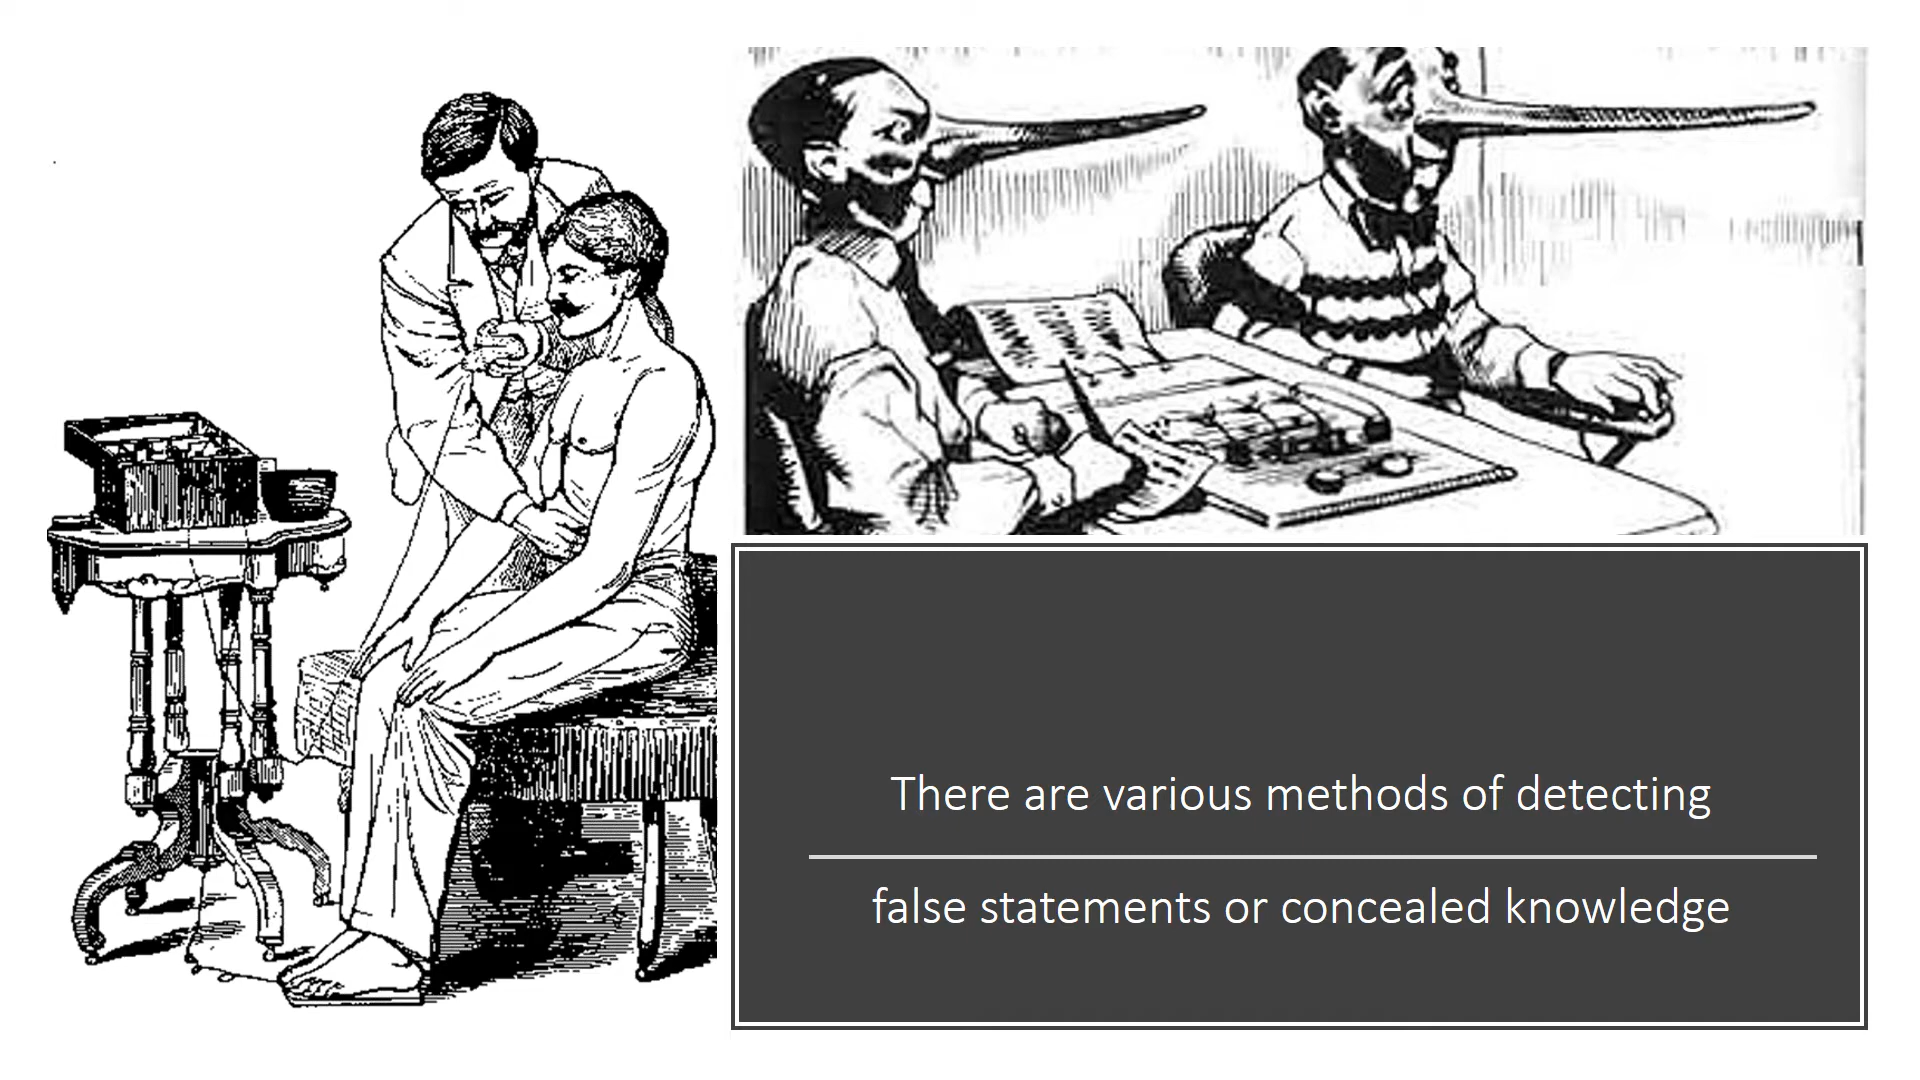 There are various methods of detecting
false statements or concealed knowledge